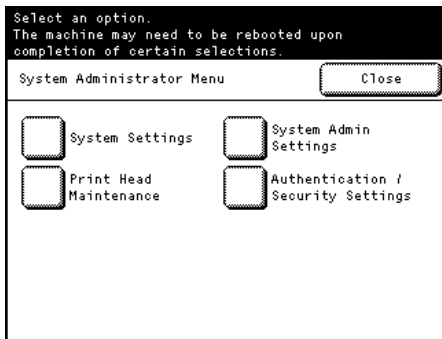 Select an option.
The machine may need to be rebooted upon
completion of certain selections.
System Administrator Menu
Close
System Settings
System Admin
Settings
Print Head
Maintenance
Authentication /
Security Settings